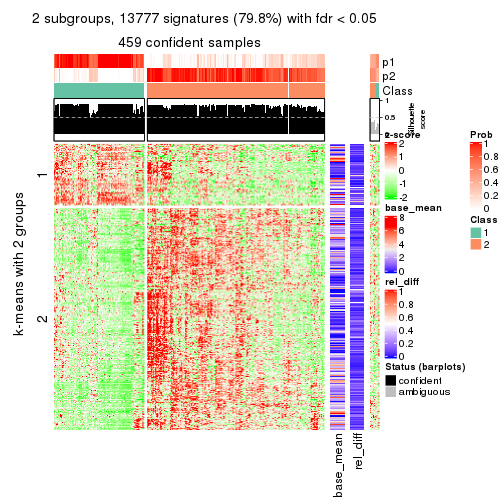 2 subgroups, 13777 signatures (79.8%) with fdr < 0.05
459 confident samples
p1
p2
Class
1
0.5
0
Silhouette
score
k-means with 2 groups
1
2
base_mean
rel_diff
z-score
2
1
0
-1
-2
base_mean
8
6
4
2
0
rel_diff
1
0.8
0.6
0.4
0.2
0
Status (barplots)
confident
ambiguous
Prob
1
0.8
0.6
0.4
0.2
0
Class
1
2